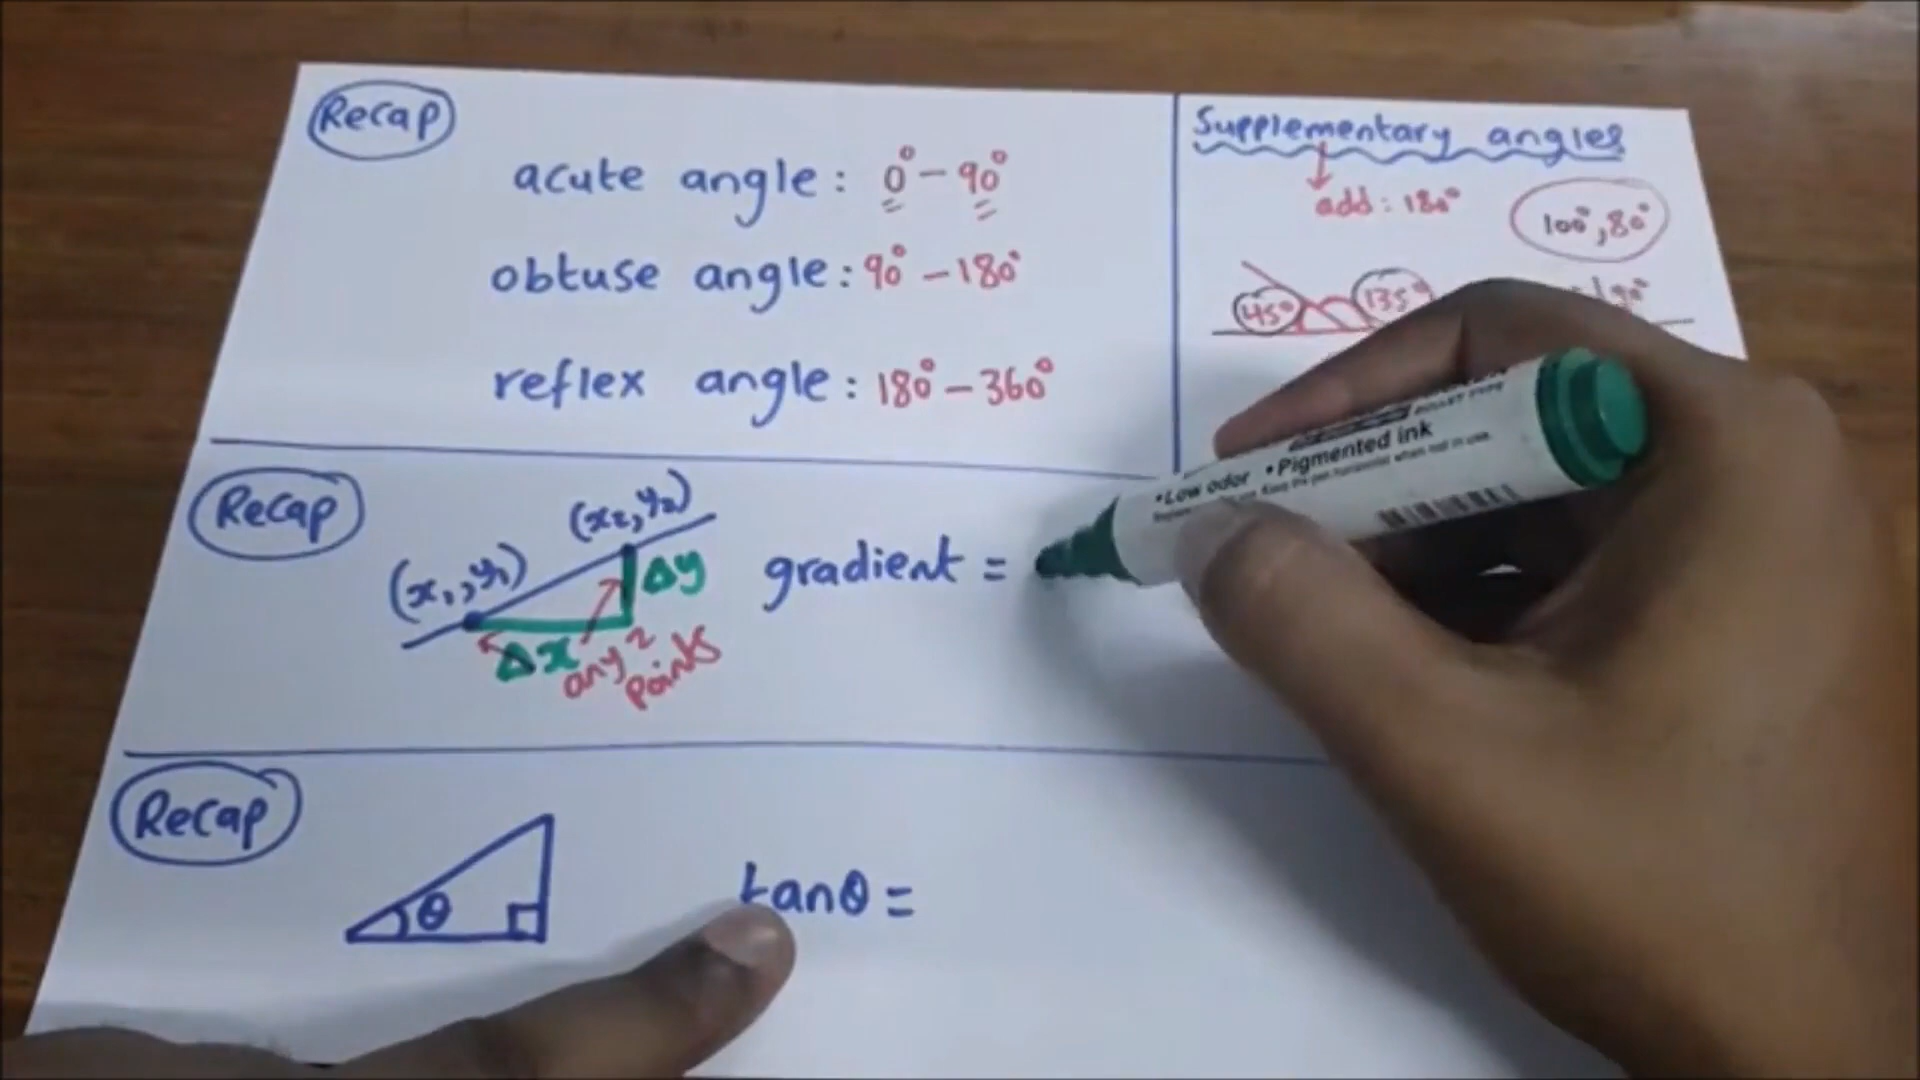 Recap
acute angle: 0° - 90°
obtuse angle: 90° - 180°
reflex angle: 180° - 360°
Supplementary angles
add: 180°
100°, 80°
45° 135°
90°
Recap
(x₁, y₁)
(x₂, y₂)
Δy
Δx
any 2
points
gradient =
•Low odor •Pigmented ink
Recap
θ
tanθ =